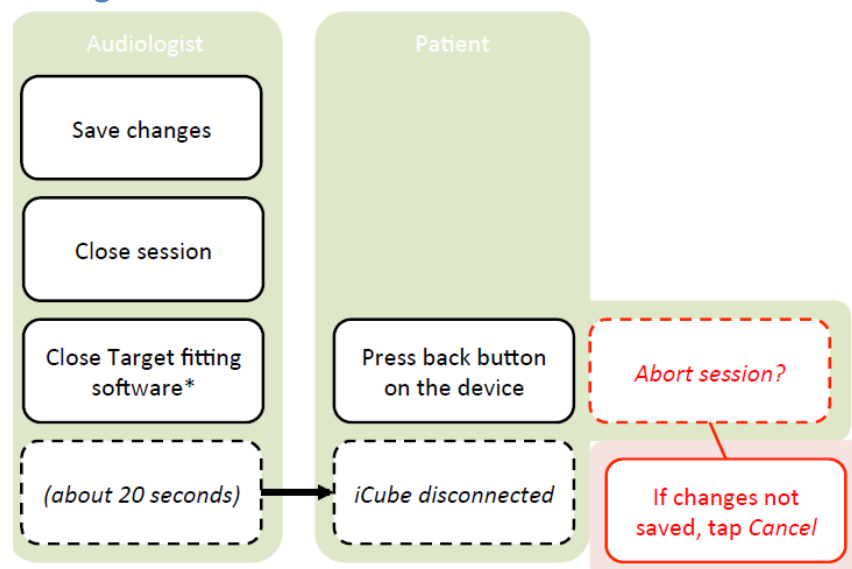 Audiologist
Patient
Save changes
Close session
Close Target fitting
software*
Press back button
on the device
Abort session?
(about 20 seconds)
iCube disconnected
If changes not
saved, tap Cancel